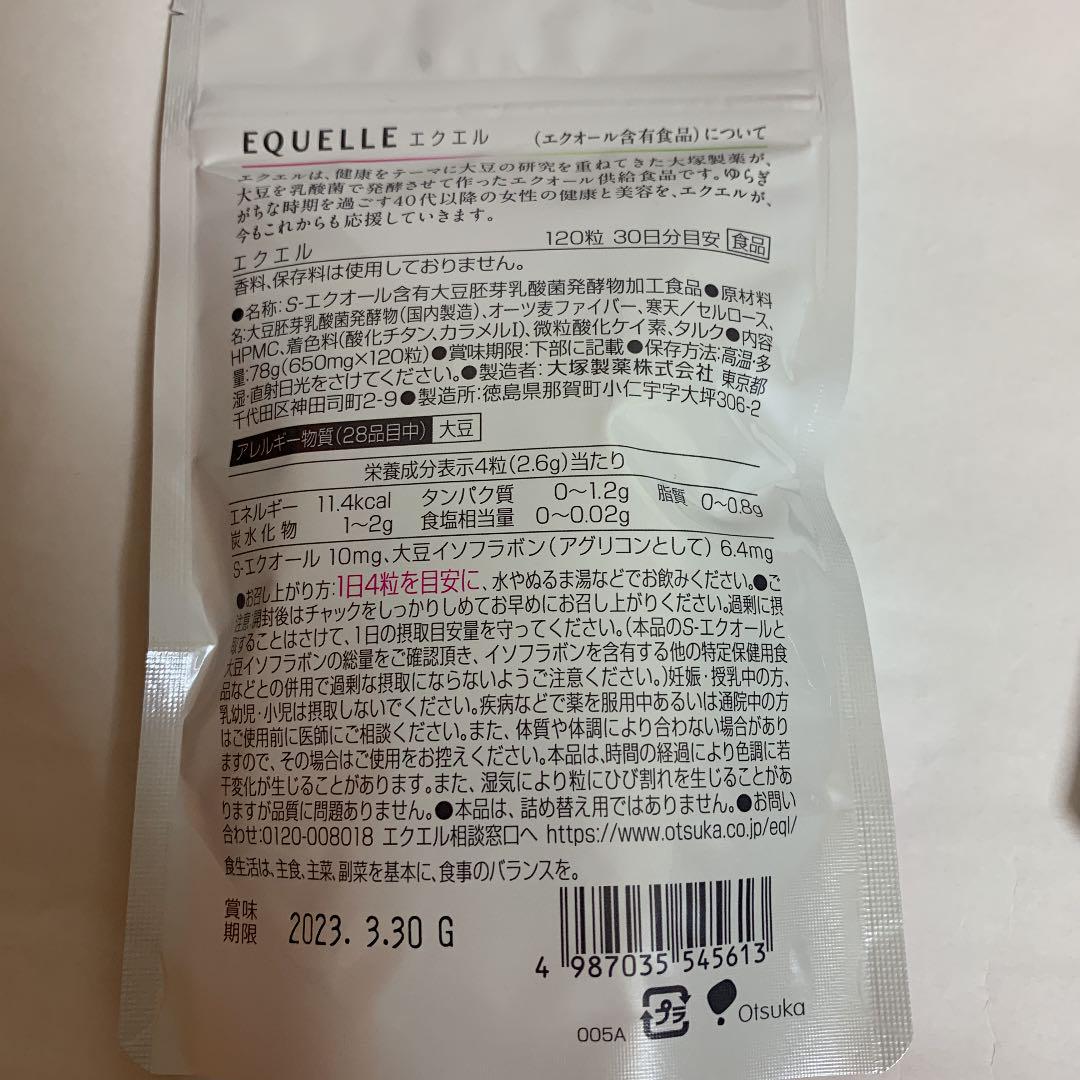 EQUELLE エクエル (エクオール含有食品)について
エクエルは、健康をテーマに大豆の研究を重ねてきた大塚製薬が、
大豆を乳酸菌で発酵させて作ったエクオール供給食品です。ゆらぎ
がちな時期を過ごす40代以降の女性の健康と美容を、エクエルが、
今もこれからも応援していきます。
エクエル 120粒 30日分目安 食品
香料、保存料は使用しておりません。
●名称:S-エクオール含有大豆胚芽乳酸菌発酵物加工食品●原材料
名:大豆胚芽乳酸菌発酵物(国内製造)、オーツ麦ファイバー、寒天/セルロース、
HPMC、着色料(酸化チタン、カラメルⅠ)、微粒酸化ケイ素、タルク●内容
量:78g(650mg×120粒)●賞味期限:下部に記載●保存方法:高温・多
湿・直射日光をさけてください。●製造者:大塚製薬株式会社 東京都
千代田区神田司町2-9●製造所:徳島県那賀町小仁宇字大坪306-2
アレルギー物質(28品目中) 大豆
栄養成分表示4粒(2.6g)当たり
エネルギー 11.4kcal タンパク質 0〜1.2g 脂質 0〜0.8g
炭水化物 1〜2g 食塩相当量 0〜0.02g
S-エクオール 10mg、大豆イソフラボン(アグリコンとして) 6.4mg
●お召し上がり方:1日4粒を目安に、水やぬるま湯などでお飲みください。●ご
注意:開封後はチャックをしっかりしめてお早めにお召し上がりください。過剰に摂
取することはさけて、1日の摂取目安量を守ってください。(本品のS-エクオールと
大豆イソフラボンの総量をご確認頂き、イソフラボンを含有する他の特定保健用食
品などとの併用で過剰な摂取にならないようご注意ください。)妊娠・授乳中の方、
乳幼児・小児は摂取しないでください。疾病などで薬を服用中あるいは通院中の方
はご使用前に医師にご相談ください。また、体質や体調により合わない場合があり
ますので、その場合はご使用をお控えください。本品は、時間の経過により色調に若
干変化が生じることがあります。また、湿気により粒にひび割れを生じることがあ
りますが品質に問題ありません。●本品は、詰め替え用ではありません。●お問い
合わせ:0120-008018 エクエル相談窓口へ https://www.otsuka.co.jp/eql/
食生活は、主食、主菜、副菜を基本に、食事のバランスを。
賞味
期限 2023. 3.30 G
4 987035 545613
プラ Otsuka
005A